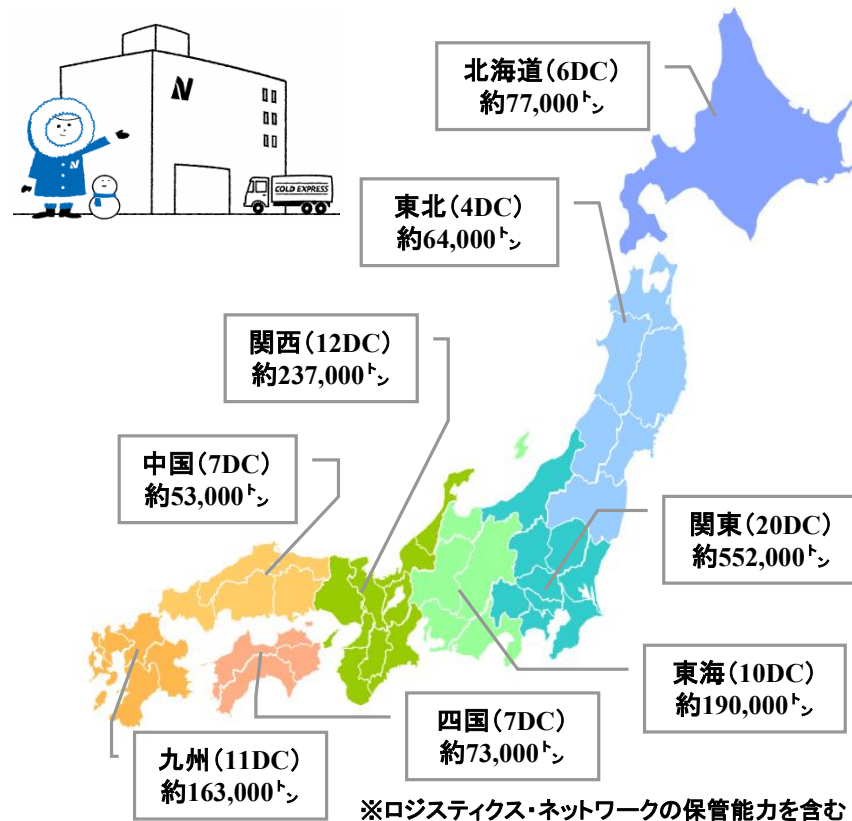 北海道(6DC)
約77,000トン
東北(4DC)
約64,000トン
関西(12DC)
約237,000トン
中国(7DC)
約53,000トン
関東(20DC)
約552,000トン
東海(10DC)
約190,000トン
四国(7DC)
約73,000トン
九州(11DC)
約163,000トン
※ロジスティクス・ネットワークの保管能力を含む
N
N
COLD EXPRESS